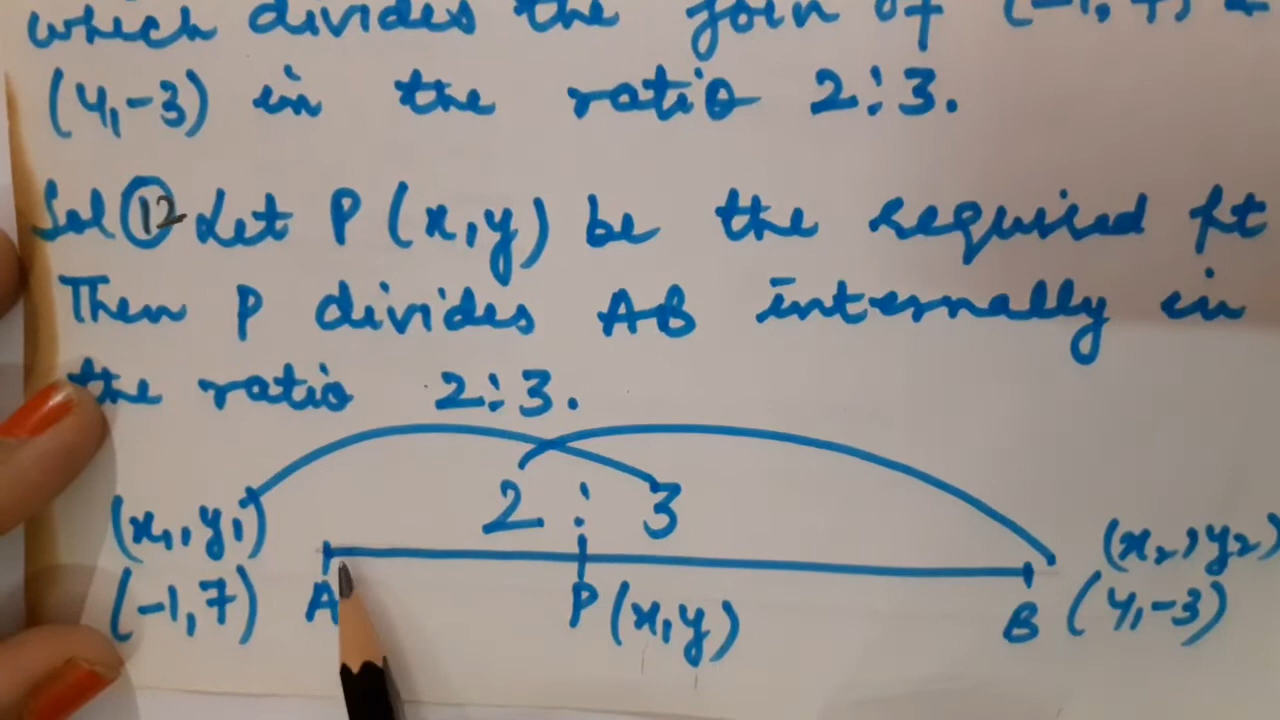 which divides the join of (-1, 7) &
(4,-3) in the ratio 2:3.
Sol 12 Let P (x,y) be the required pt
Then P divides AB internally in
the ratio 2:3.
2 : 3
(x1, y1) (x2, y2)
(-1,7) A P (x,y) B (4,-3)